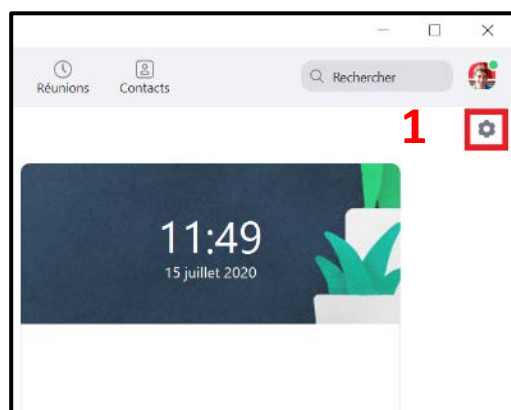 Réunions
Contacts
Rechercher
1
11:49
15 juillet 2020